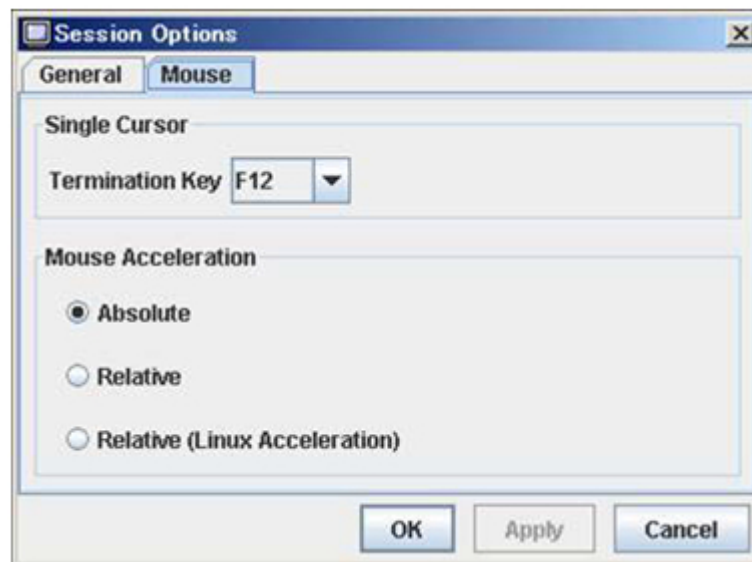 Session Options
General Mouse
Single Cursor
Termination Key F12
Mouse Acceleration
Absolute
Relative
Relative (Linux Acceleration)
OK Apply Cancel